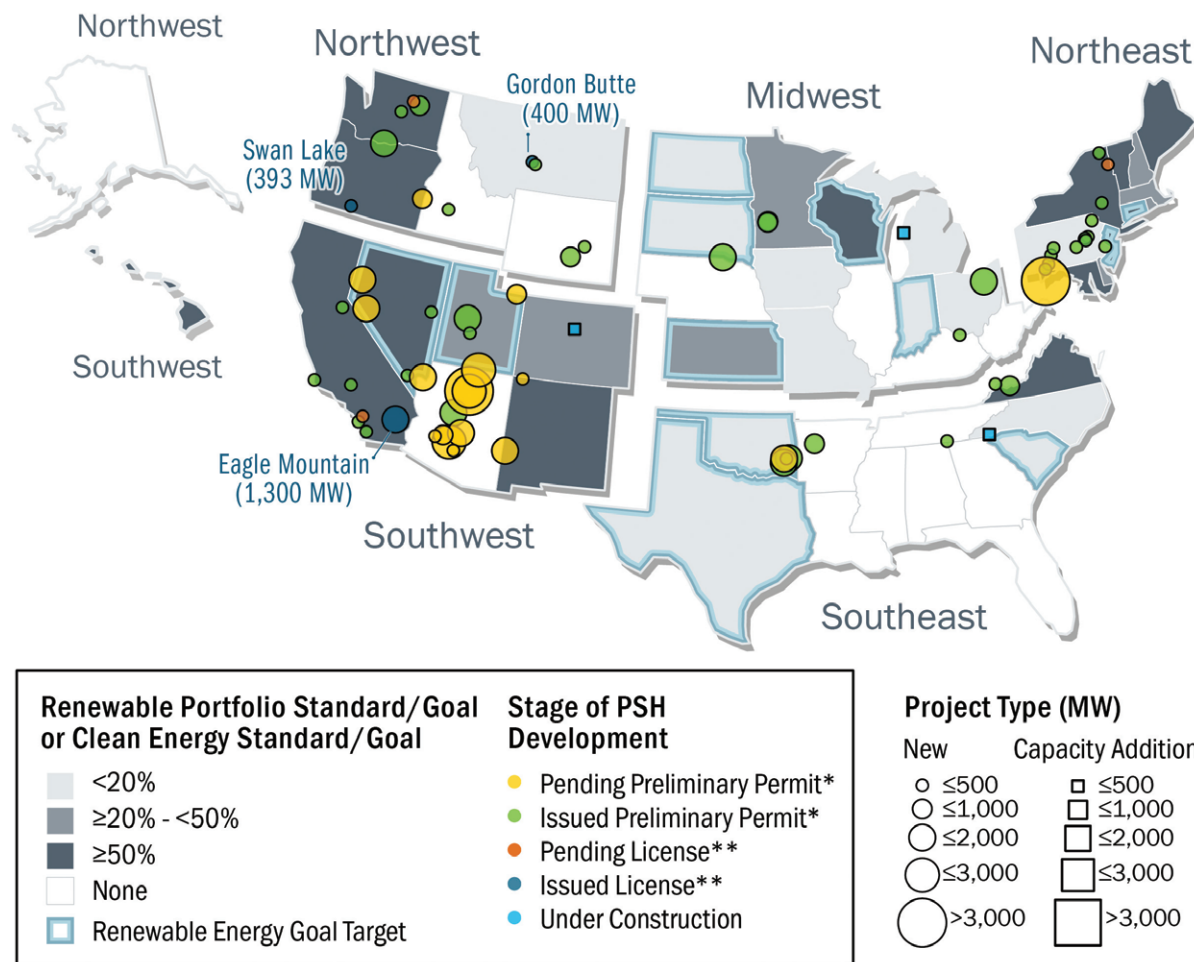 Northwest
Northwest
Northeast
Gordon Butte
(400 MW)
Midwest
Swan Lake
(393 MW)
Southwest
Eagle Mountain
(1,300 MW)
Southwest
Southeast
Renewable Portfolio Standard/Goal
or Clean Energy Standard/Goal
<20%
≥20% - <50%
≥50%
None
Renewable Energy Goal Target
Stage of PSH
Development
Pending Preliminary Permit*
Issued Preliminary Permit*
Pending License**
Issued License**
Under Construction
Project Type (MW)
New
Capacity Addition
≤500
≤500
≤1,000
≤1,000
≤2,000
≤2,000
≤3,000
≤3,000
>3,000
>3,000